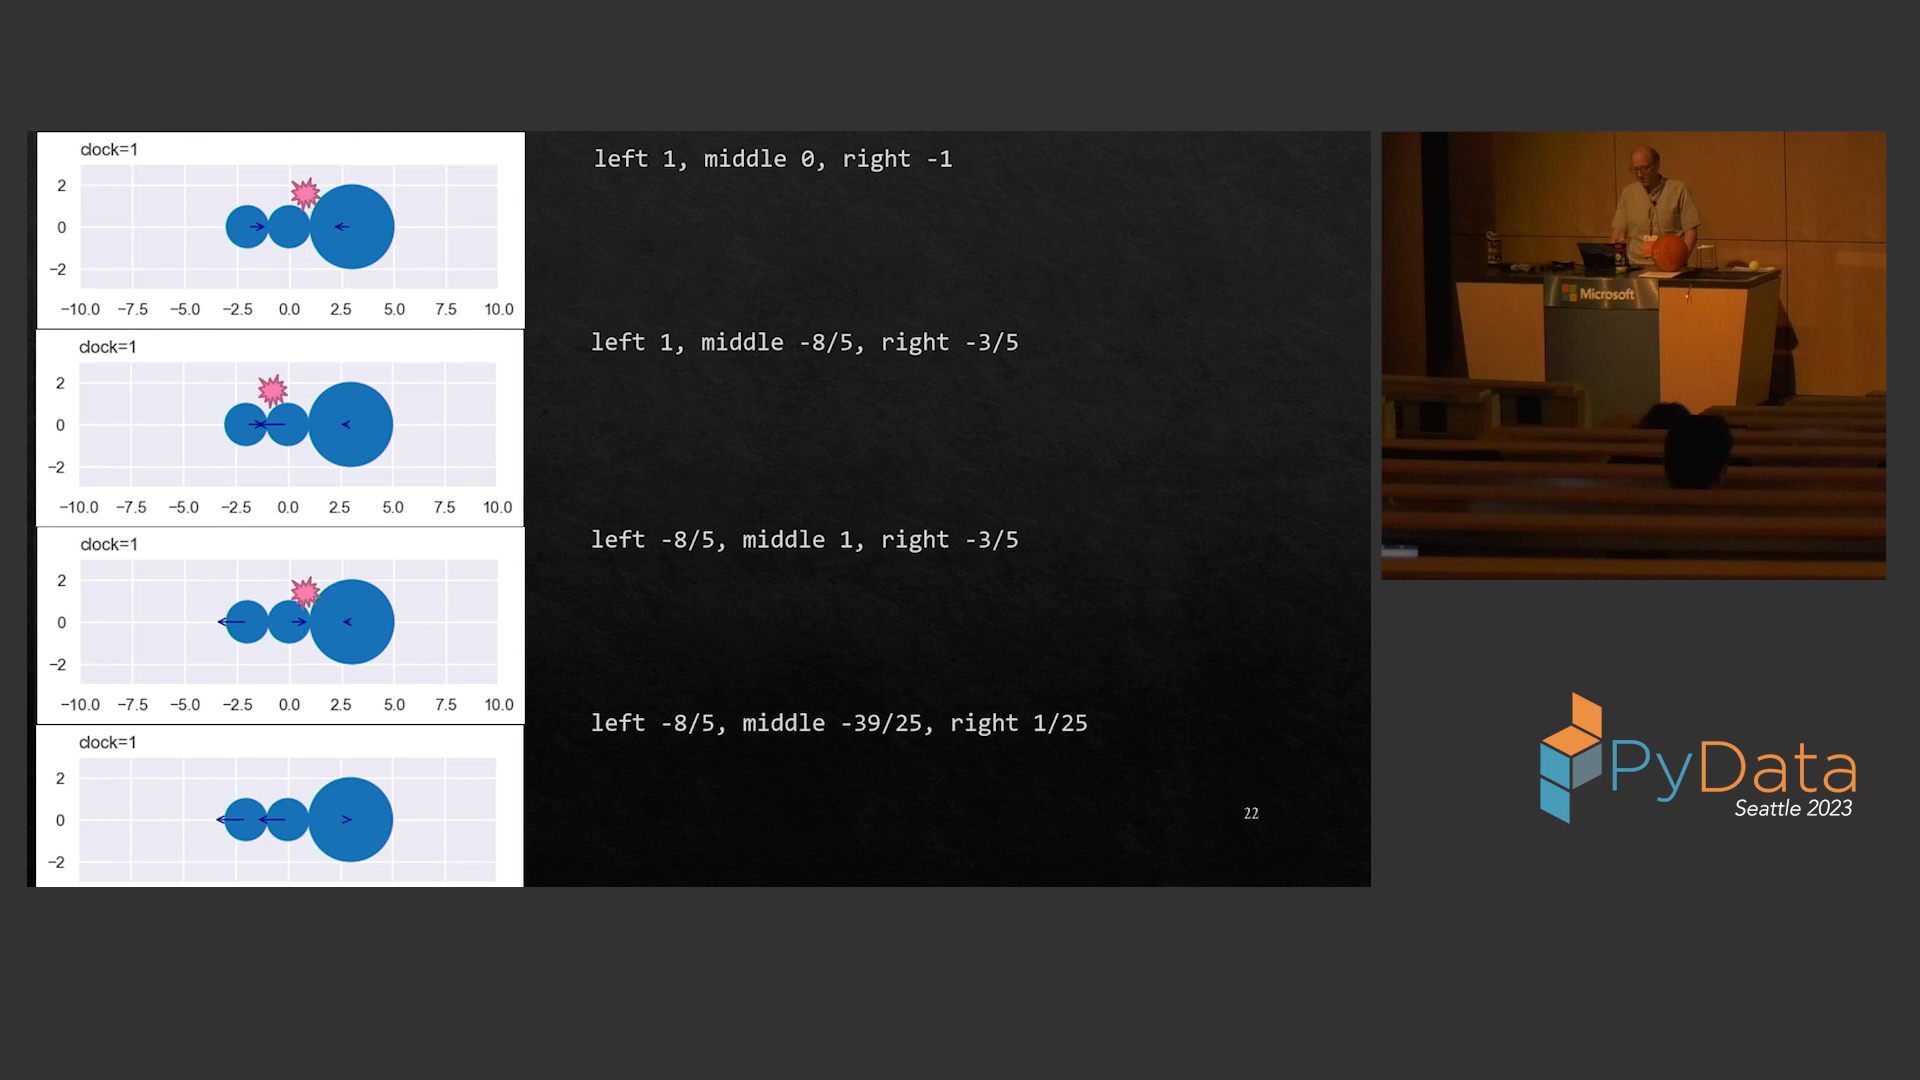 clock=1
2
0
−2
−10.0 −7.5 −5.0 −2.5 0.0 2.5 5.0 7.5 10.0
left 1, middle 0, right -1
clock=1
2
0
−2
−10.0 −7.5 −5.0 −2.5 0.0 2.5 5.0 7.5 10.0
left 1, middle -8/5, right -3/5
clock=1
2
0
−2
−10.0 −7.5 −5.0 −2.5 0.0 2.5 5.0 7.5 10.0
left -8/5, middle 1, right -3/5
clock=1
2
0
−2
left -8/5, middle -39/25, right 1/25
22
Microsoft
PyData
Seattle 2023